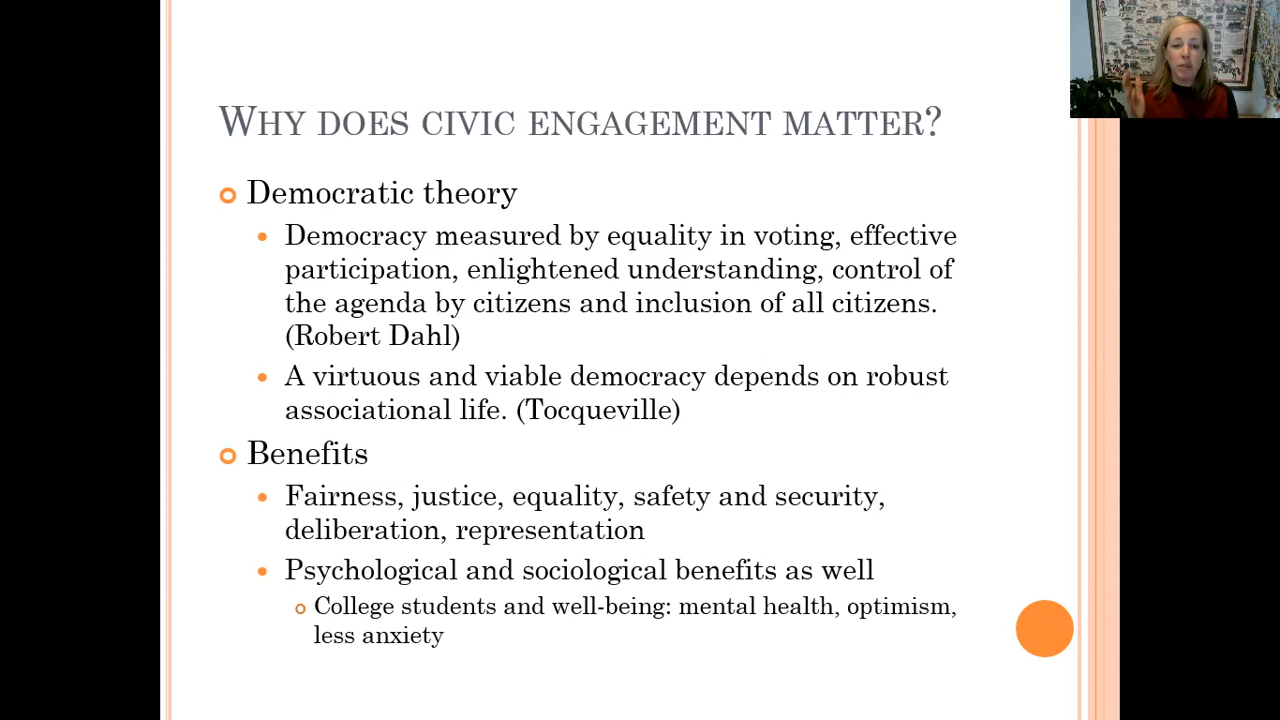 WHY DOES CIVIC ENGAGEMENT MATTER?
Democratic theory
Democracy measured by equality in voting, effective
participation, enlightened understanding, control of
the agenda by citizens and inclusion of all citizens.
(Robert Dahl)
A virtuous and viable democracy depends on robust
associational life. (Tocqueville)
Benefits
Fairness, justice, equality, safety and security,
deliberation, representation
Psychological and sociological benefits as well
College students and well-being: mental health, optimism,
less anxiety